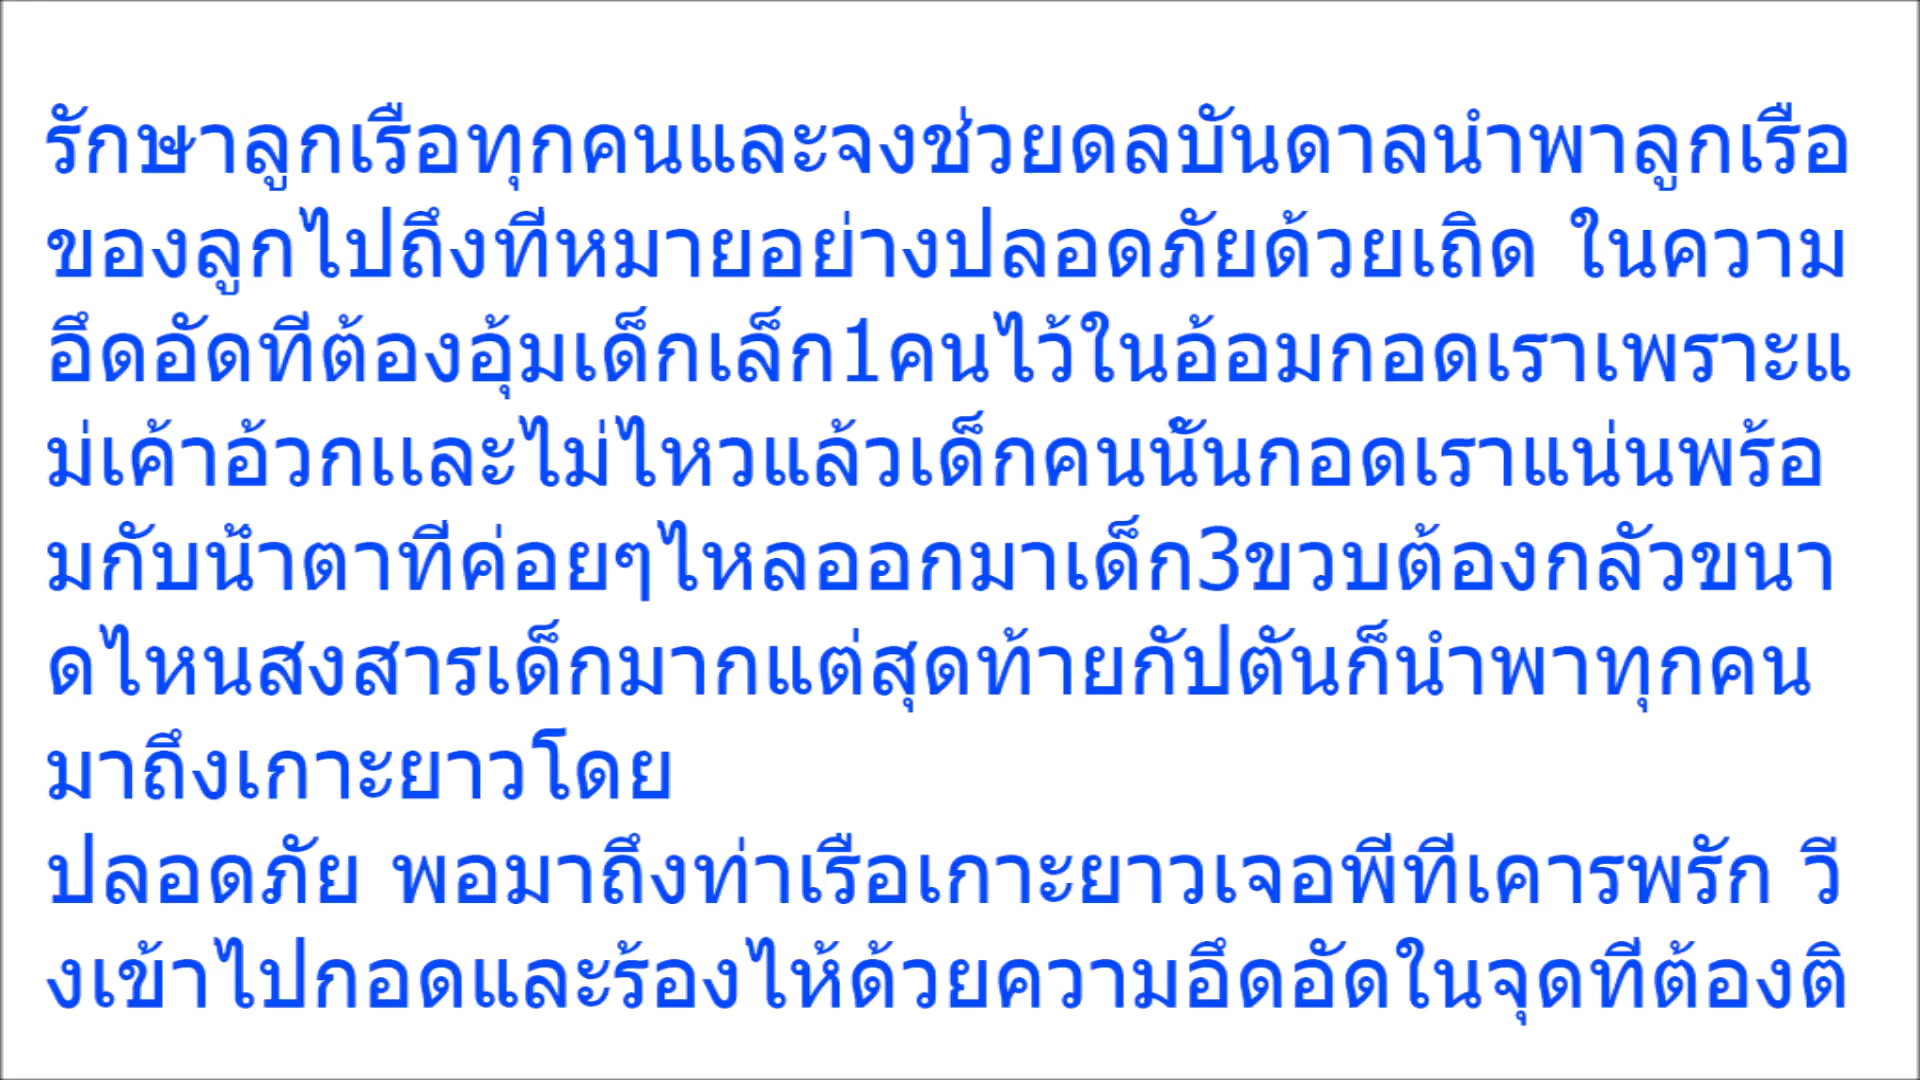 รักษาลูกเรือทุกคนและจงช่วยดลบันดาลนำพาลูกเรือ
ของลูกไปถึงที่หมายอย่างปลอดภัยด้วยเถิด ในความ
อึดอัดที่ต้องอุ้มเด็กเล็ก1คนไว้ในอ้อมกอดเราเพราะแ
ม่เค้าอ้วกและไม่ไหวแล้วเด็กคนนั้นกอดเราแน่นพร้อ
มกับน้ำตาที่ค่อยๆไหลออกมาเด็ก3ขวบต้องกลัวขนา
ดไหนสงสารเด็กมากแต่สุดท้ายกัปตันก็นำพาทุกคน
มาถึงเกาะยาวโดย
ปลอดภัย พอมาถึงท่าเรือเกาะยาวเจอพี่ที่เคารพรัก วิ่
งเข้าไปกอดและร้องไห้ด้วยความอึดอัดในจุดที่ต้องติ